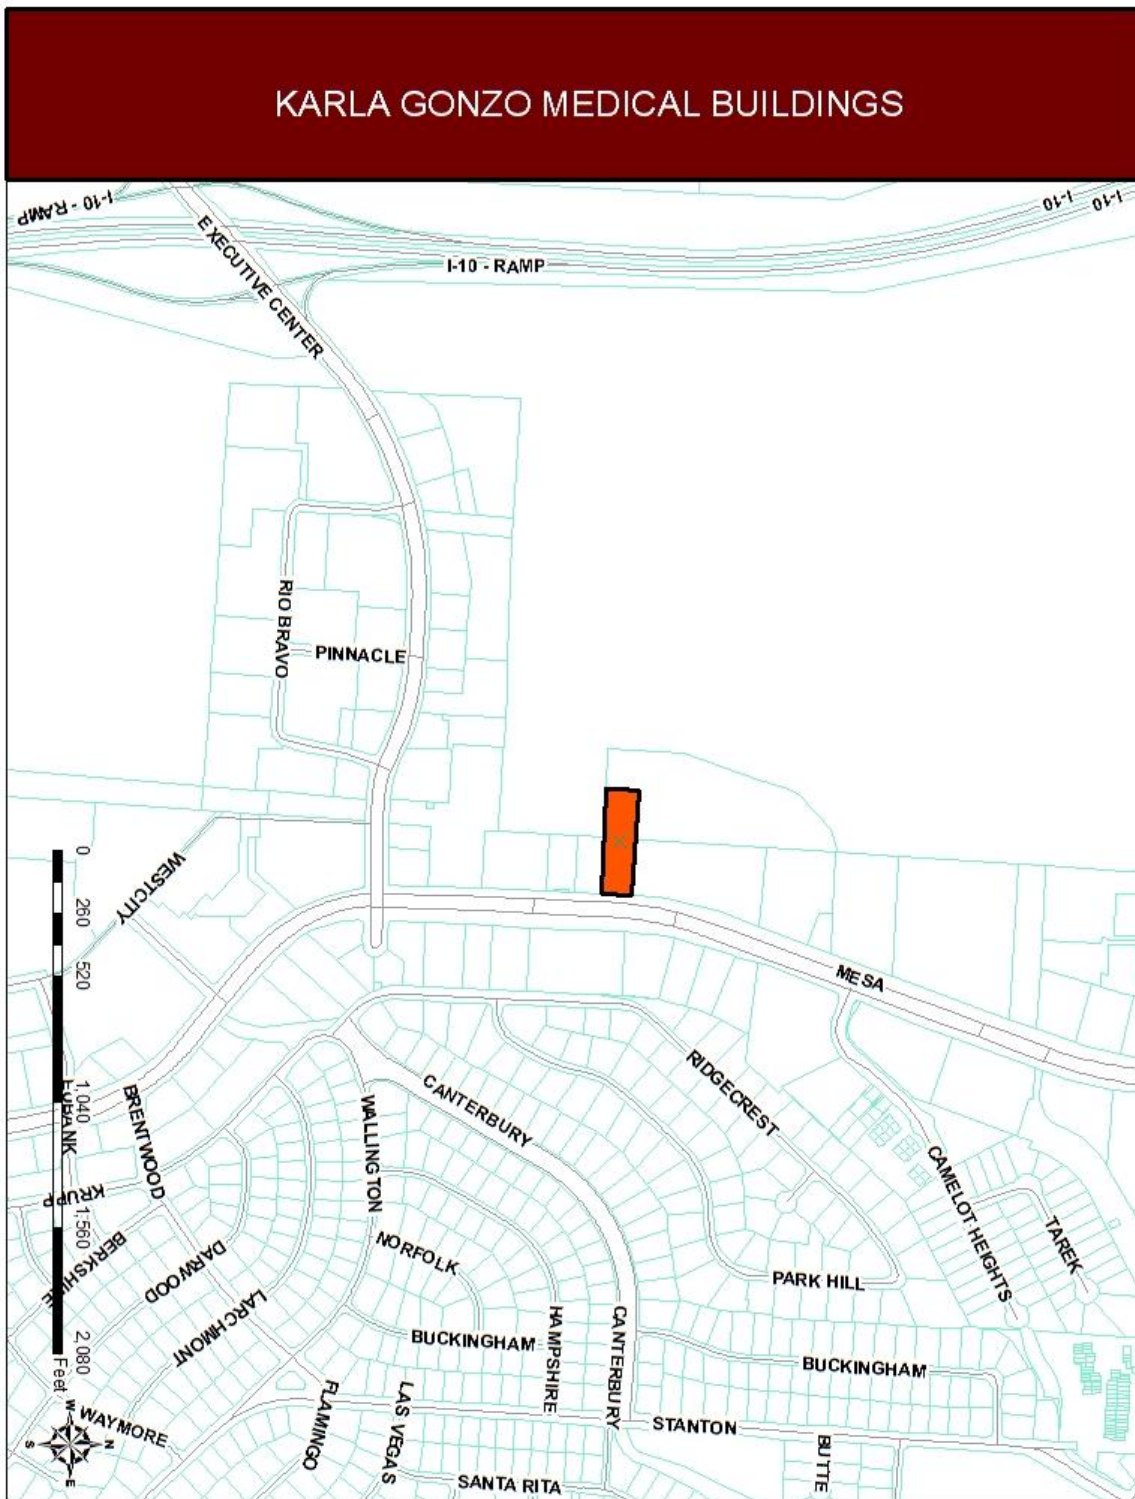 KARLA GONZO MEDICAL BUILDINGS
I-10 - RAMP
I-10
I-10
EXECUTIVE CENTER
I-10 - RAMP
RIO BRAVO
PINNACLE
WESTCITY
MESA
RIDGECREST
CANTERBURY
WALLINGTON
BRENTWOOD
EUBANK
KRUPP
BERKSHIRE
DARWOOD
LARCHMONT
NORFOLK
CAMELOT HEIGHTS
TAREK
PARK HILL
HAMPSHIRE
CANTERBURY
BUCKINGHAM
BUCKINGHAM
STANTON
BUTTE
FLAMINGO
LAS VEGAS
SANTA RITA
WAYMORE
0
260
520
1,040
1,560
2,080
Feet
W
N
S
E